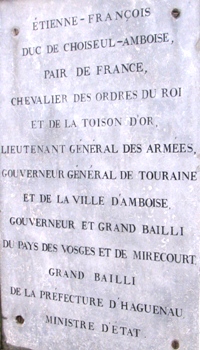 ÉTIENNE-FRANÇOIS
DUC DE CHOISEUL-AMBOISE,
PAIR DE FRANCE,
CHEVALIER DES ORDRES DU ROI
ET DE LA TOISON D'OR,
LIEUTENANT GÉNÉRAL DES ARMÉES,
GOUVERNEUR GÉNÉRAL DE TOURAINE
ET DE LA VILLE D'AMBOISE,
GOUVERNEUR ET GRAND BAILLI
DU PAYS DES VOSGES ET DE MIRECOURT,
GRAND BAILLI
DE LA PRÉFECTURE D'HAGUENAU,
MINISTRE D'ÉTAT